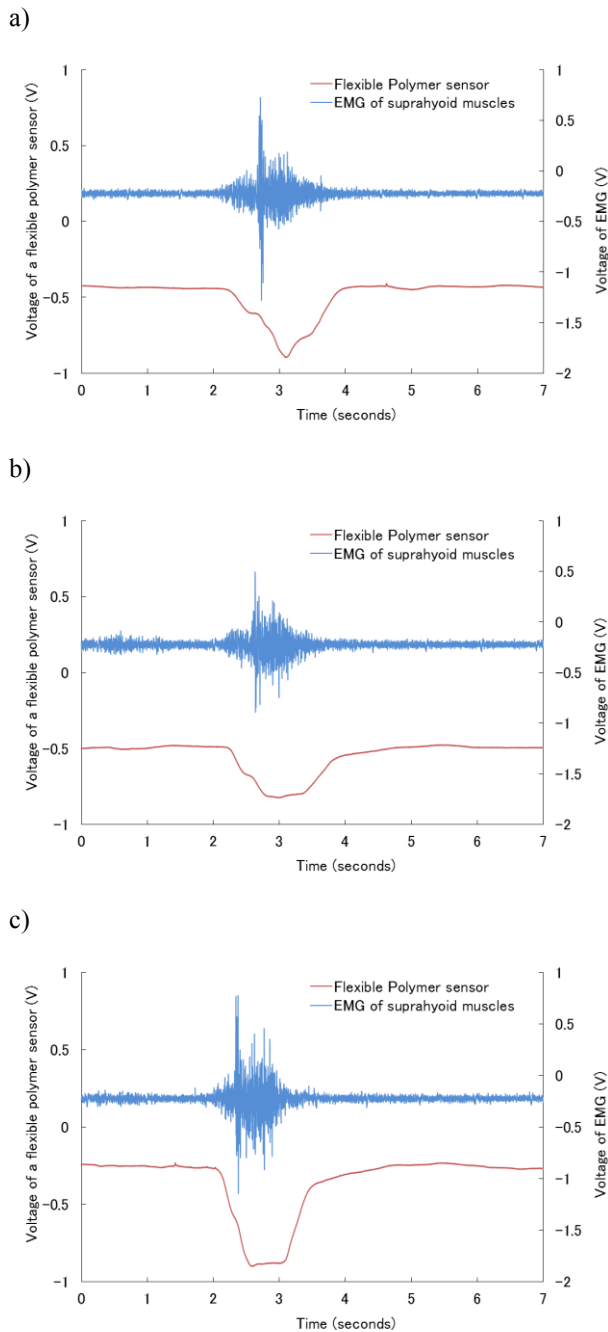 a)
Flexible Polymer sensor
EMG of suprahyoid muscles
Voltage of a flexible polymer sensor (V)
1
0.5
0
−0.5
−1
1
0.5
0
−0.5
−1
−1.5
−2
Voltage of EMG (V)
0 1 2 3 4 5 6 7
Time (seconds)
b)
Flexible Polymer sensor
EMG of suprahyoid muscles
Voltage of a flexible polymer sensor (V)
1
0.5
0
−0.5
−1
1
0.5
0
−0.5
−1
−1.5
−2
Voltage of EMG (V)
0 1 2 3 4 5 6 7
Time (seconds)
c)
Flexible Polymer sensor
EMG of suprahyoid muscles
Voltage of a flexible polymer sensor (V)
1
0.5
0
−0.5
−1
1
0.5
0
−0.5
−1
−1.5
−2
Voltage of EMG (V)
0 1 2 3 4 5 6 7
Time (seconds)